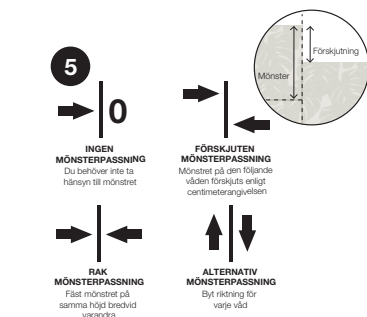 5
Mönster
Förskjutning
0
INGEN
MÖNSTERPASSNING
Du behöver inte ta
hänsyn till mönstret
FÖRSKJUTEN
MÖNSTERPASSNING
Mönstret på den följande
våden förskjuts enligt
centimeterangivelsen
RAK
MÖNSTERPASSNING
Fäst mönstret på
samma höjd bredvid
varandra
ALTERNATIV
MÖNSTERPASSNING
Byt riktning för
varje våd